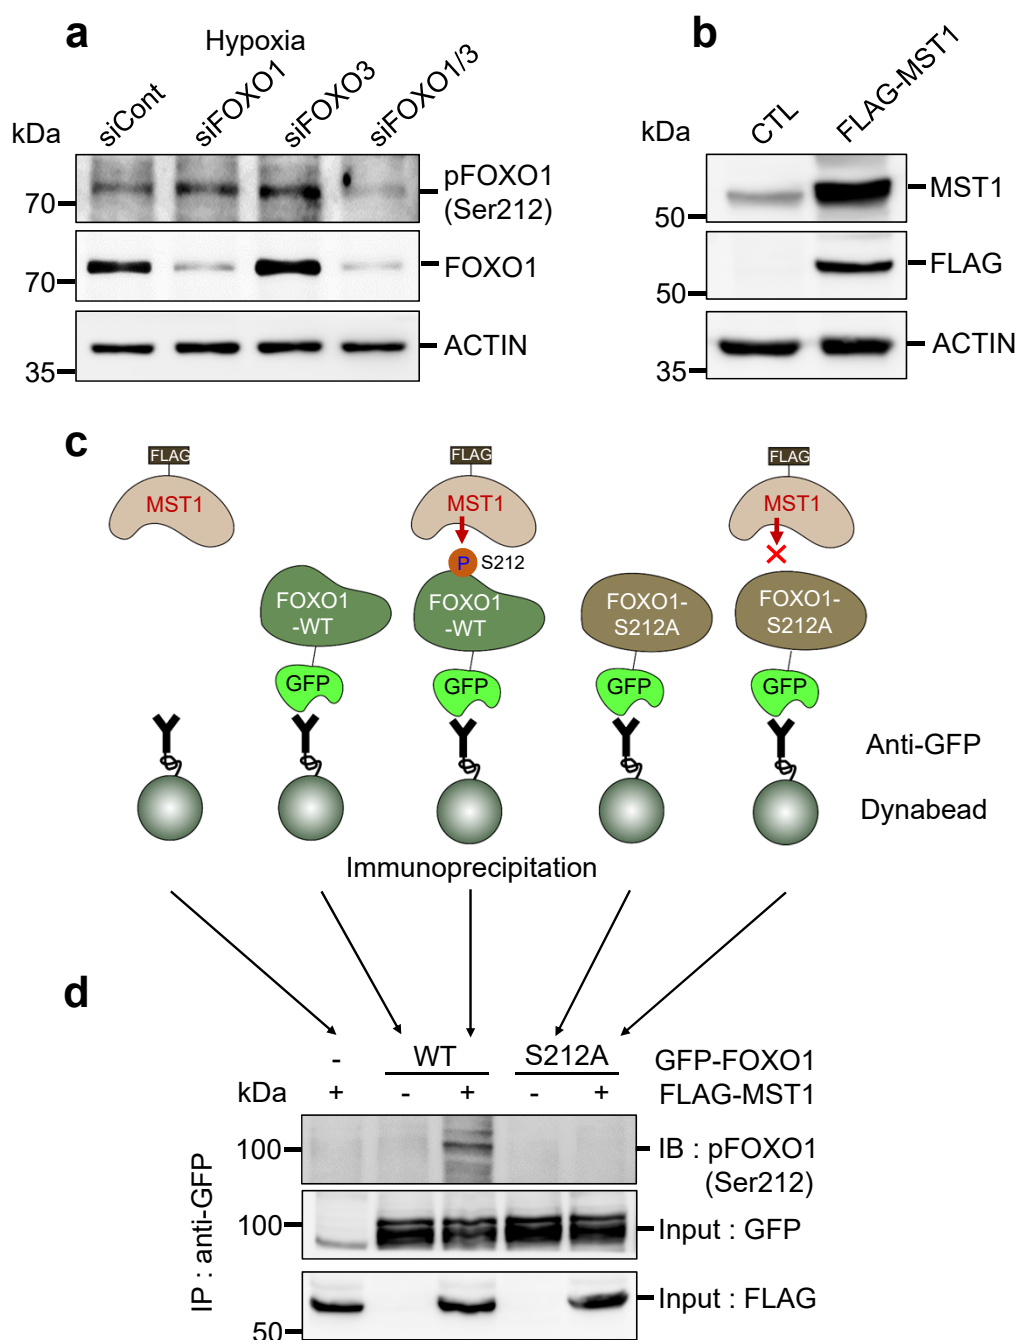 a
Hypoxia
siCont
siFOXO1
siFOXO3
siFOXO1/3
kDa
70
pFOXO1
(Ser212)
70
FOXO1
35
ACTIN
b
CTL
FLAG-MST1
kDa
50
MST1
50
FLAG
35
ACTIN
c
FLAG
MST1
FOXO1
-WT
GFP
FLAG
MST1
P S212
FOXO1
-WT
GFP
FOXO1-
S212A
GFP
FLAG
MST1
FOXO1-
S212A
GFP
Anti-GFP
Dynabead
Immunoprecipitation
d
- WT S212A GFP-FOXO1
kDa + - + - + FLAG-MST1
IP : anti-GFP
100
IB : pFOXO1
(Ser212)
100
Input : GFP
Input : FLAG
50